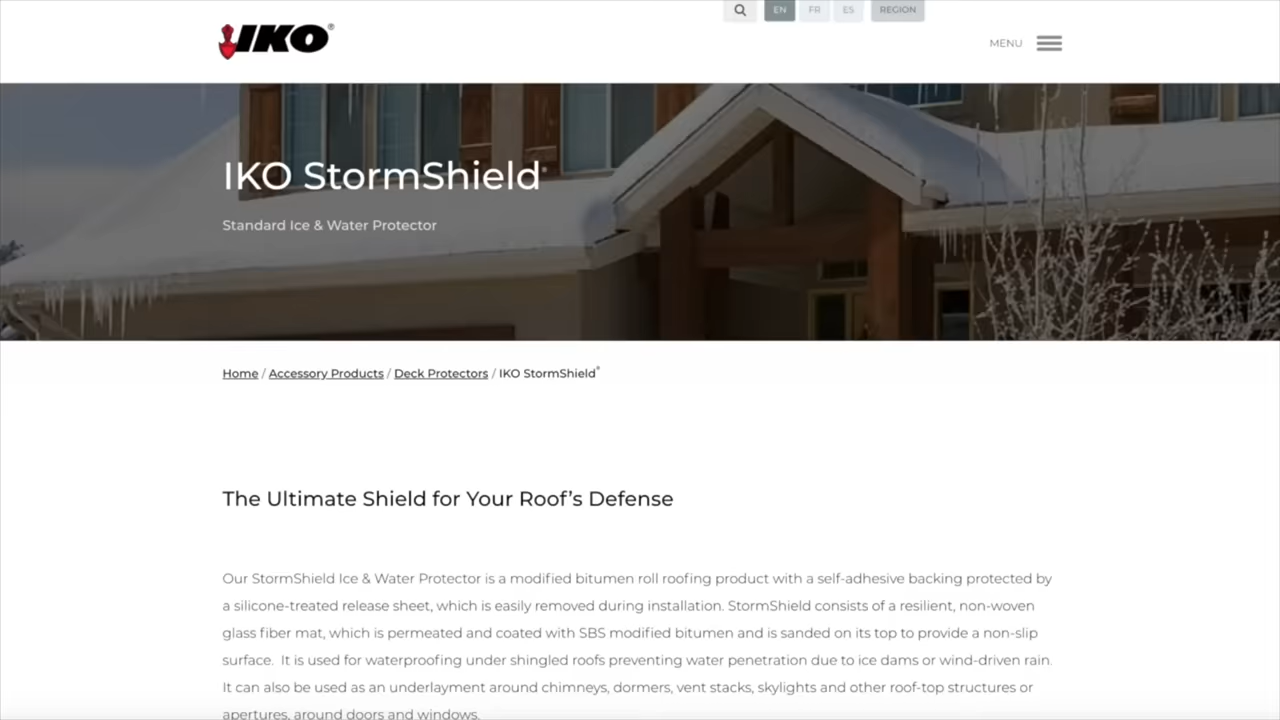 EN FR ES REGION
IKO®
MENU
IKO StormShield®
Standard Ice & Water Protector
Home / Accessory Products / Deck Protectors / IKO StormShield®
The Ultimate Shield for Your Roof’s Defense
Our StormShield Ice & Water Protector is a modified bitumen roll roofing product with a self-adhesive backing protected by
a silicone-treated release sheet, which is easily removed during installation. StormShield consists of a resilient, non-woven
glass fiber mat, which is permeated and coated with SBS modified bitumen and is sanded on its top to provide a non-slip
surface. It is used for waterproofing under shingled roofs preventing water penetration due to ice dams or wind-driven rain.
It can also be used as an underlayment around chimneys, dormers, vent stacks, skylights and other roof-top structures or
apertures, around doors and windows.